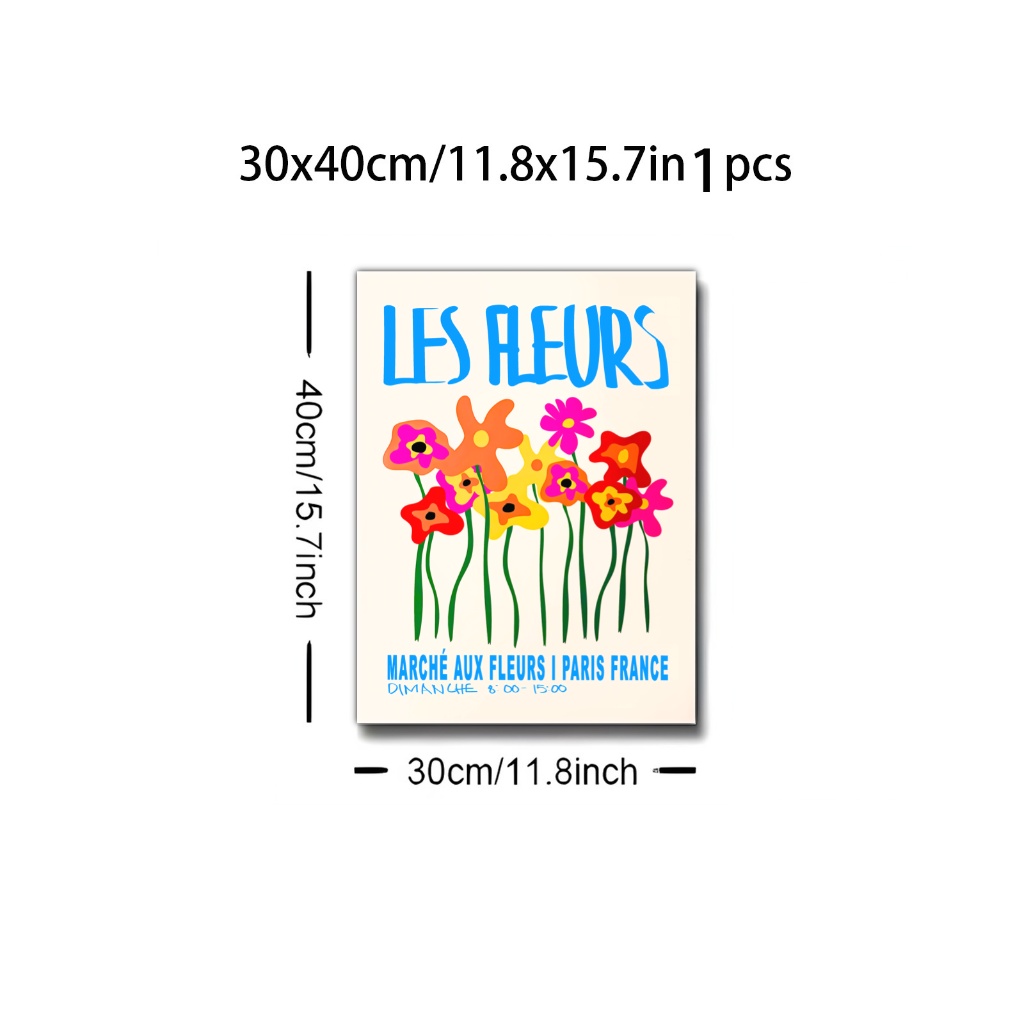 30x40cm/11.8x15.7in 1 pcs
LES FLEURS
40cm/15.7inch
MARCHÉ AUX FLEURS I PARIS FRANCE
DIMANCHE 8:00-15:00
30cm/11.8inch